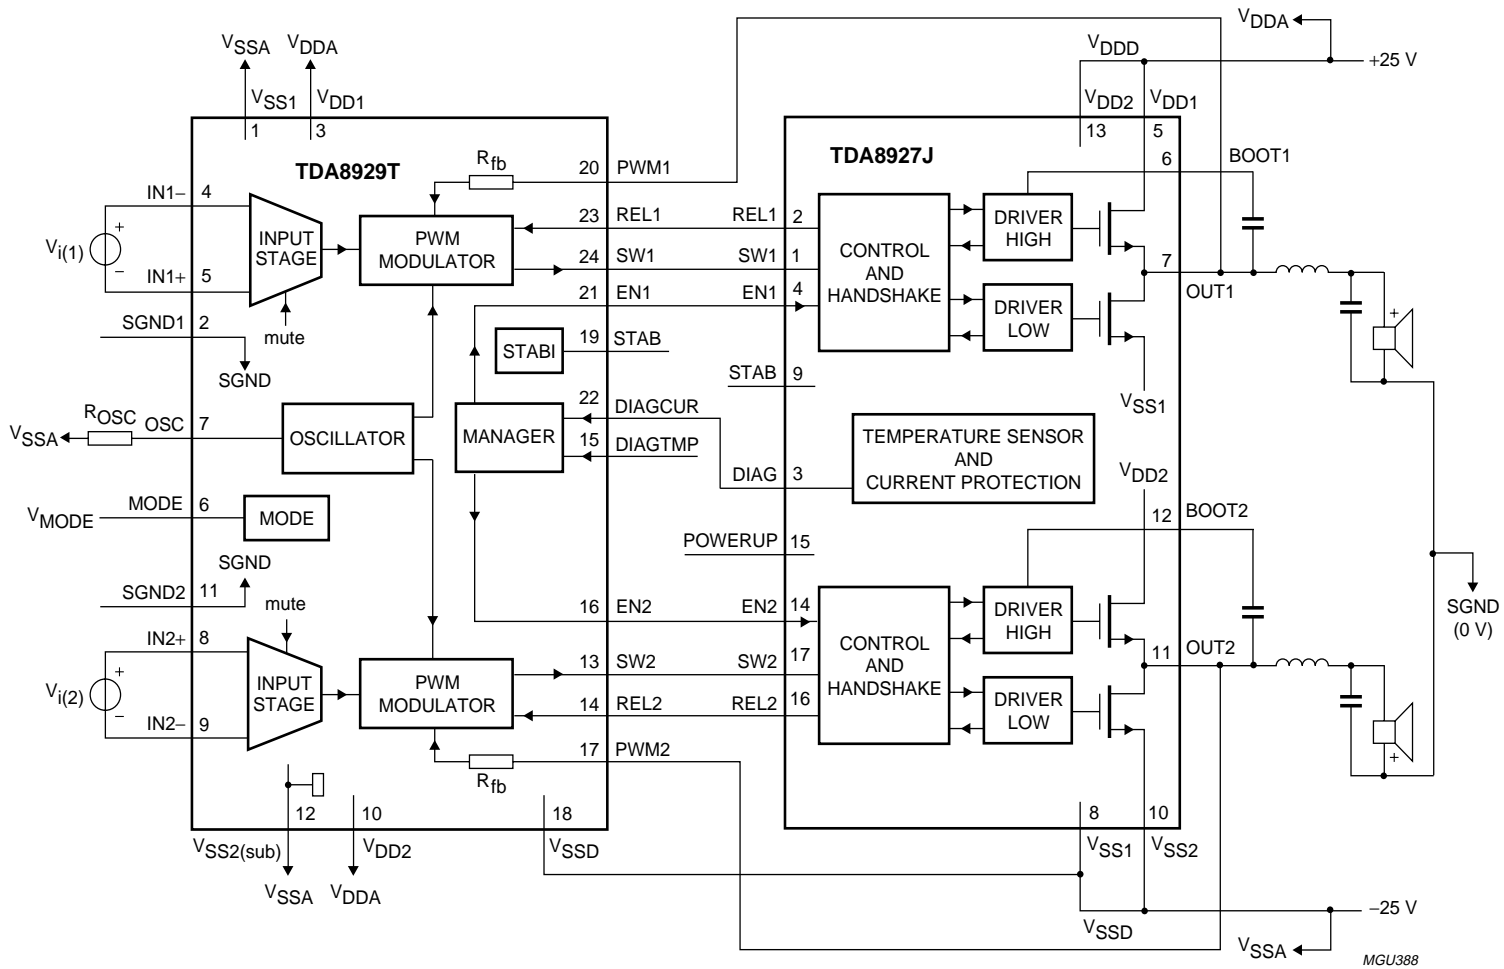 VDDA
+25 V
VSSA
VDDA
VDDD
VSS1
VDD1
VDD2
VDD1
1
3
13
5
TDA8929T
Rfb
20
PWM1
TDA8927J
6
BOOT1
IN1−
4
Vi(1)
+
−
INPUT
STAGE
PWM
MODULATOR
23
REL1
REL1
2
24
SW1
SW1
1
CONTROL
AND
HANDSHAKE
DRIVER
HIGH
7
OUT1
IN1+
5
21
EN1
EN1
4
DRIVER
LOW
+
mute
SGND1
2
SGND
STABI
19
STAB
STAB
9
VSS1
ROSC
OSC
7
VSSA
OSCILLATOR
MANAGER
22
DIAGCUR
15
DIAGTMP
TEMPERATURE SENSOR
AND
CURRENT PROTECTION
DIAG
3
VDD2
VMODE
MODE
6
MODE
12
BOOT2
POWERUP
15
SGND
SGND2
11
mute
16
EN2
EN2
14
DRIVER
HIGH
SGND
(0 V)
IN2+
8
Vi(2)
+
−
INPUT
STAGE
PWM
MODULATOR
13
SW2
SW2
17
CONTROL
AND
HANDSHAKE
11
OUT2
14
REL2
REL2
16
DRIVER
LOW
IN2−
9
+
17
PWM2
Rfb
12
10
18
8
10
VSS2(sub)
VDD2
VSSD
VSS1
VSS2
VSSA
VDDA
VSSD
−25 V
VSSA
MGU388